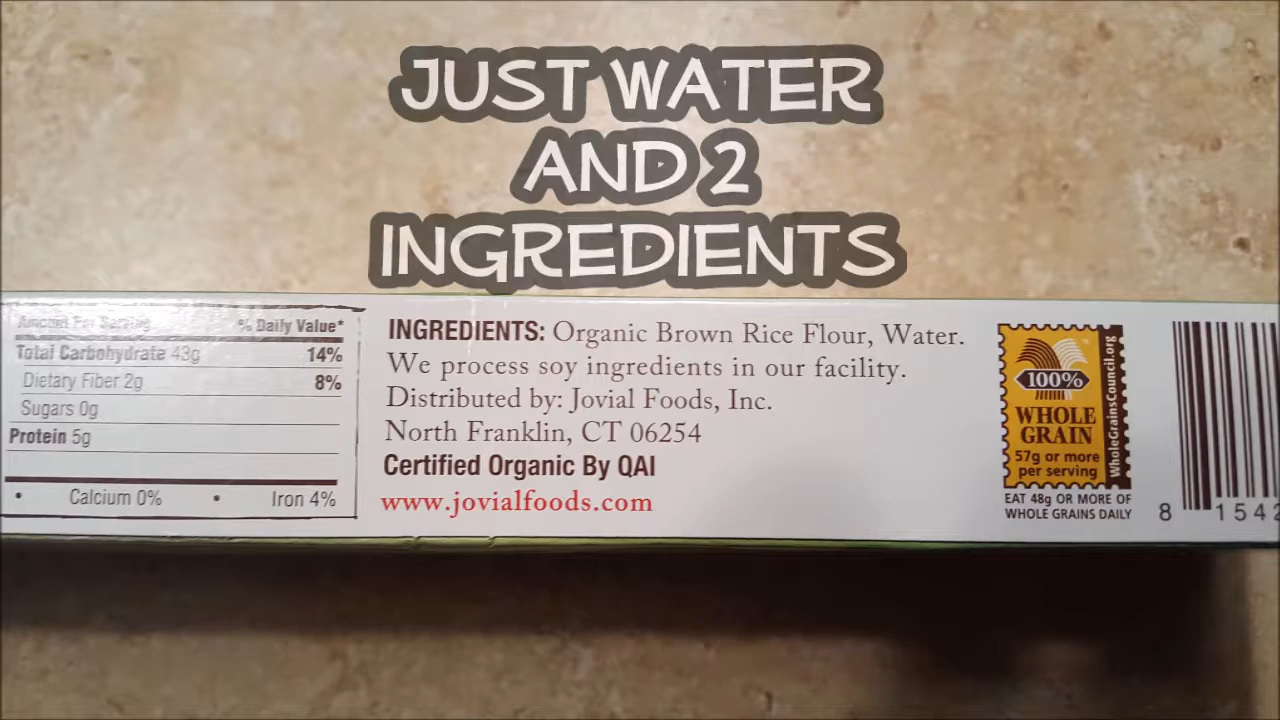 JUST WATER
AND 2
INGREDIENTS
Amount Per Serving % Daily Value*
Total Carbohydrate 43g 14%
Dietary Fiber 2g 8%
Sugars 0g
Protein 5g
• Calcium 0% • Iron 4%
INGREDIENTS: Organic Brown Rice Flour, Water.
We process soy ingredients in our facility.
Distributed by: Jovial Foods, Inc.
North Franklin, CT 06254
Certified Organic By QAI
www.jovialfoods.com
100%
WHOLE
GRAIN
57g or more
per serving
WholeGrainsCouncil.org
EAT 48g OR MORE OF
WHOLE GRAINS DAILY
8 1542